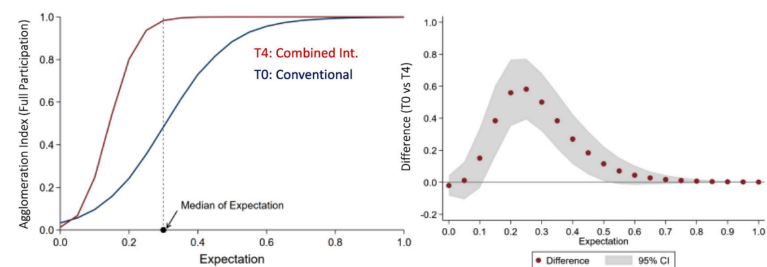 Agglomeration Index (Full Participation)
1.0
0.8
0.6
0.4
0.2
0.0
T4: Combined Int.
T0: Conventional
Median of Expectation
0.0 0.2 0.4 0.6 0.8 1.0
Expectation
Difference (T0 vs T4)
1.0
0.8
0.6
0.4
0.2
0.0
-0.2
0.0 0.1 0.2 0.3 0.4 0.5 0.6 0.7 0.8 0.9 1.0
Expectation
Difference 95% CI